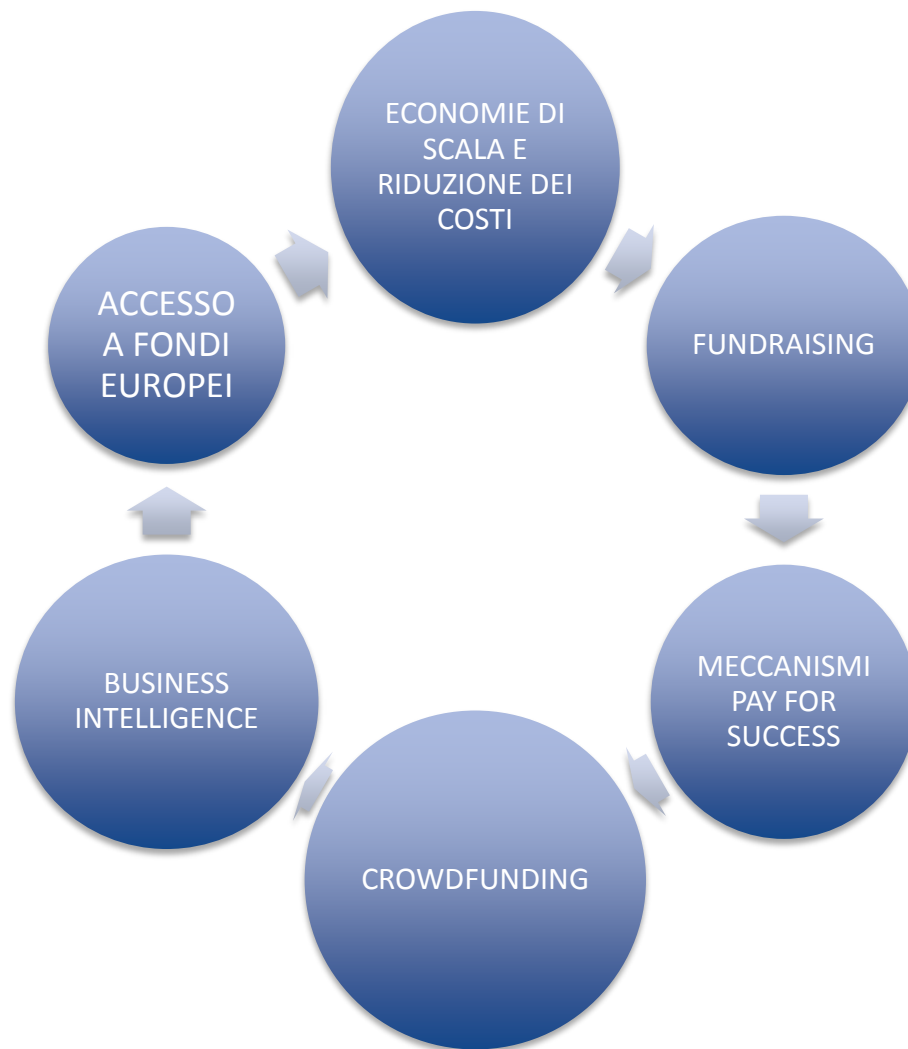 ECONOMIE DI
SCALA E
RIDUZIONE DEI
COSTI
FUNDRAISING
MECCANISMI
PAY FOR
SUCCESS
CROWDFUNDING
BUSINESS
INTELLIGENCE
ACCESSO
A FONDI
EUROPEI